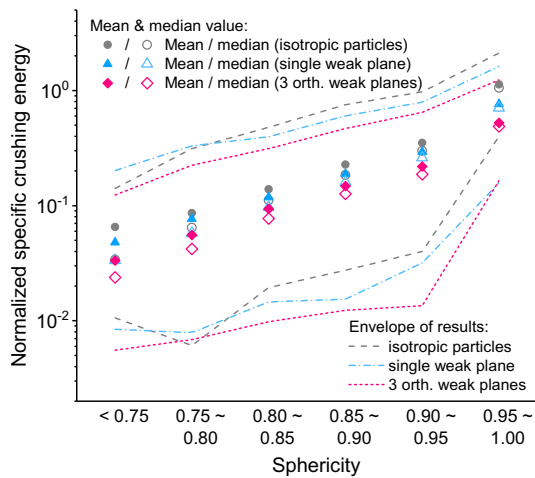 Mean & median value:
/ Mean / median (isotropic particles)
/ Mean / median (single weak plane)
/ Mean / median (3 orth. weak planes)
Normalized specific crushing energy
10^0
10^-1
10^-2
Envelope of results:
isotropic particles
single weak plane
3 orth. weak planes
< 0.75 0.75 ~ 0.80 ~ 0.85 ~ 0.90 ~ 0.95 ~
0.80 0.85 0.90 0.95 1.00
Sphericity